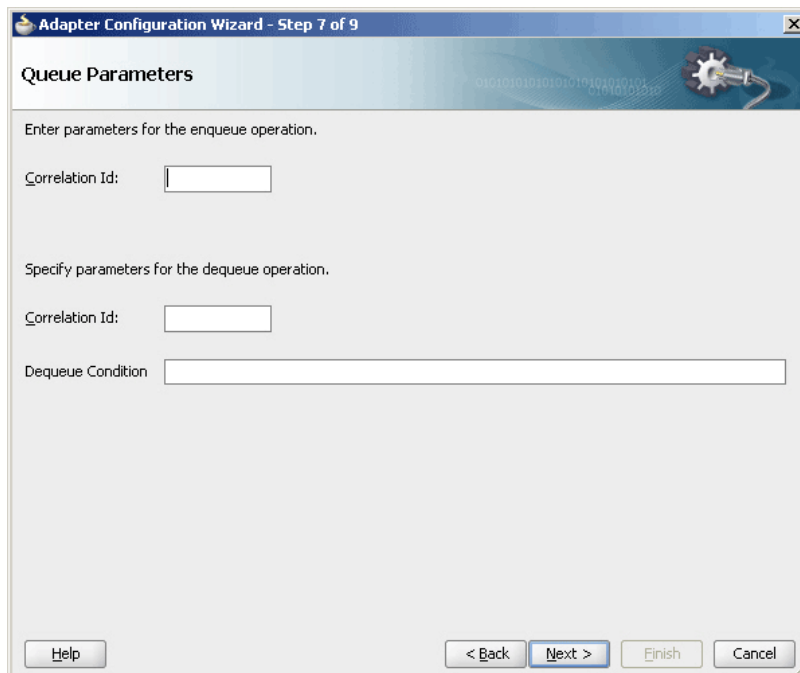 Adapter Configuration Wizard - Step 7 of 9
Queue Parameters
Enter parameters for the enqueue operation.
Correlation Id:
Specify parameters for the dequeue operation.
Correlation Id:
Dequeue Condition
Help
< Back
Next >
Finish
Cancel